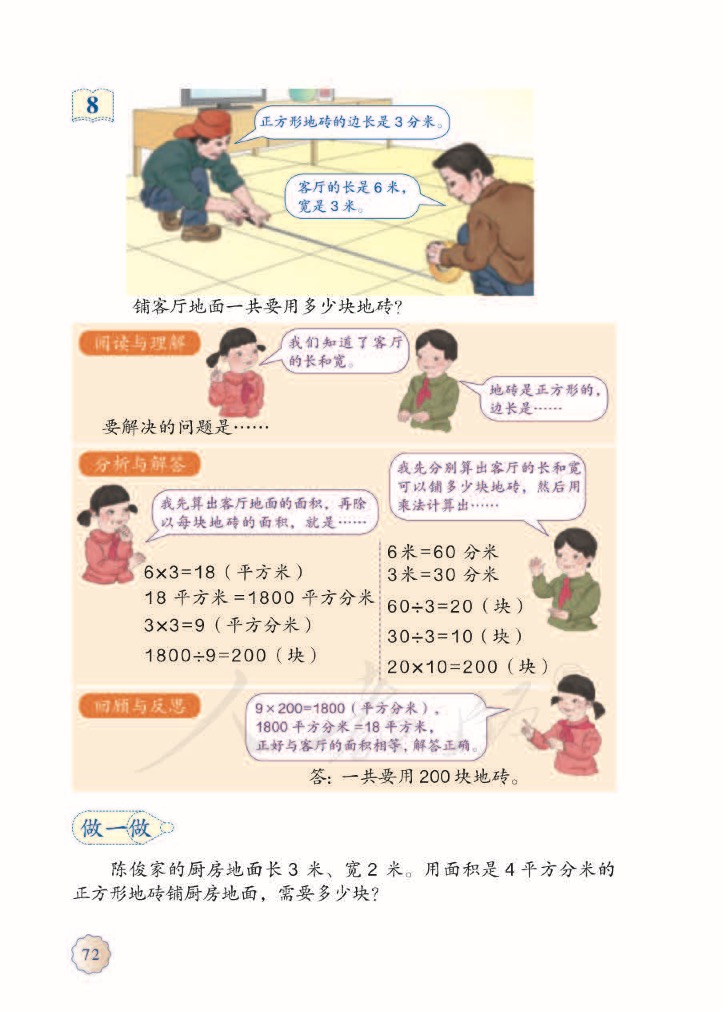 8
正方形地砖的边长是3分米。
客厅的长是6米，
宽是3米。
铺客厅地面一共要用多少块地砖?
阅读与理解
我们知道了客厅
的长和宽。
地砖是正方形的，
边长是……
要解决的问题是……
分析与解答
我先算出客厅地面的面积，再除
以每块地砖的面积，就是……
6×3=18（平方米）
18 平方米=1800 平方分米
3×3=9（平方分米）
1800÷9=200（块）
我先分别算出客厅的长和宽
可以铺多少块地砖，然后用
乘法计算出……
6米=60 分米
3米=30 分米
60÷3=20（块）
30÷3=10（块）
20×10=200（块）
回顾与反思
9×200=1800（平方分米），
1800 平方分米=18 平方米，
正好与客厅的面积相等，解答正确。
答：一共要用 200 块地砖。
做一做
陈俊家的厨房地面长 3 米、宽 2 米。用面积是 4 平方分米的
正方形地砖铺厨房地面，需要多少块?
72